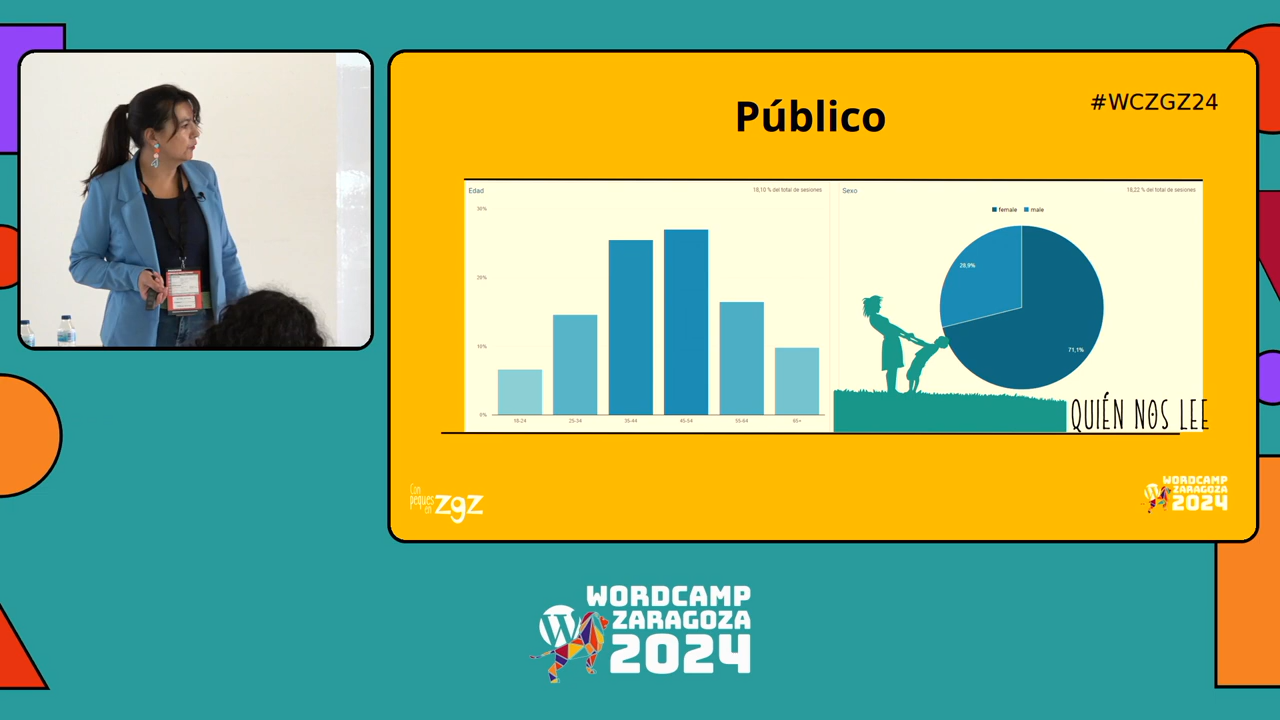 Público
#WCZGZ24
Edad
18,10 % del total de sesiones
30%
20%
10%
0%
18-24
25-34
35-44
45-54
55-64
65+
Sexo
18,22 % del total de sesiones
female male
28,9%
71,1%
QUIÉN NOS LEE
Con
peques
en
zgz
WORDCAMP
ZARAGOZA
2024
WORDCAMP
ZARAGOZA
2024